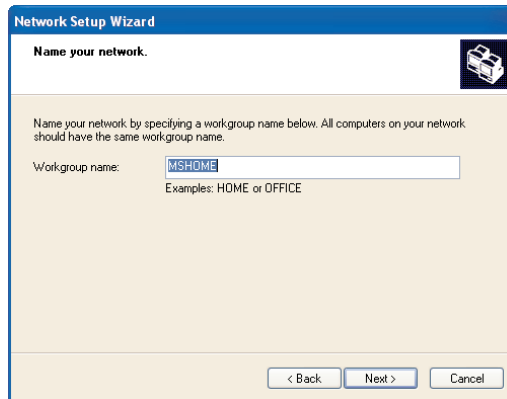 Network Setup Wizard
Name your network.
Name your network by specifying a workgroup name below. All computers on your network
should have the same workgroup name.
Workgroup name: MSHOME
Examples: HOME or OFFICE
< Back Next > Cancel